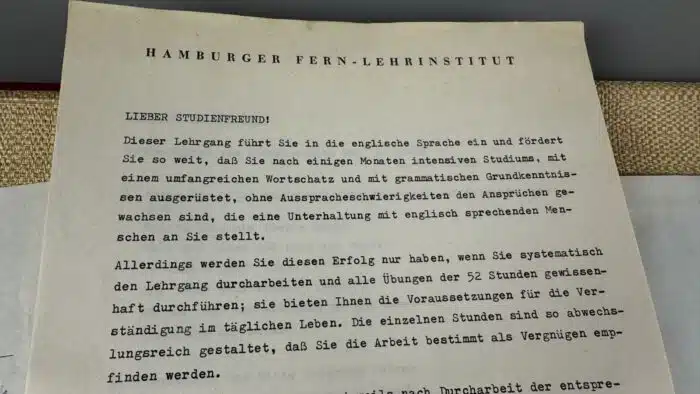 HAMBURGER FERN-LEHRINSTITUT
LIEBER STUDIENFREUND!
Dieser Lehrgang führt Sie in die englische Sprache ein und fördert
Sie so weit, daß Sie nach einigen Monaten intensiven Studiums, mit
einem umfangreichen Wortschatz und mit grammatischen Grundkenntnis-
sen ausgerüstet, ohne Ausspracheschwierigkeiten den Ansprüchen ge-
wachsen sind, die eine Unterhaltung mit englisch sprechenden Men-
schen an Sie stellt.
Allerdings werden Sie diesen Erfolg nur haben, wenn Sie systematisch
den Lehrgang durcharbeiten und alle Übungen der 52 Stunden gewissen-
haft durchführen; sie bieten Ihnen die Voraussetzungen für die Ver-
ständigung im täglichen Leben. Die einzelnen Stunden sind so abwechs-
lungsreich gestaltet, daß Sie die Arbeit bestimmt als Vergnügen emp-
finden werden.
nach Durcharbeit der entspre-